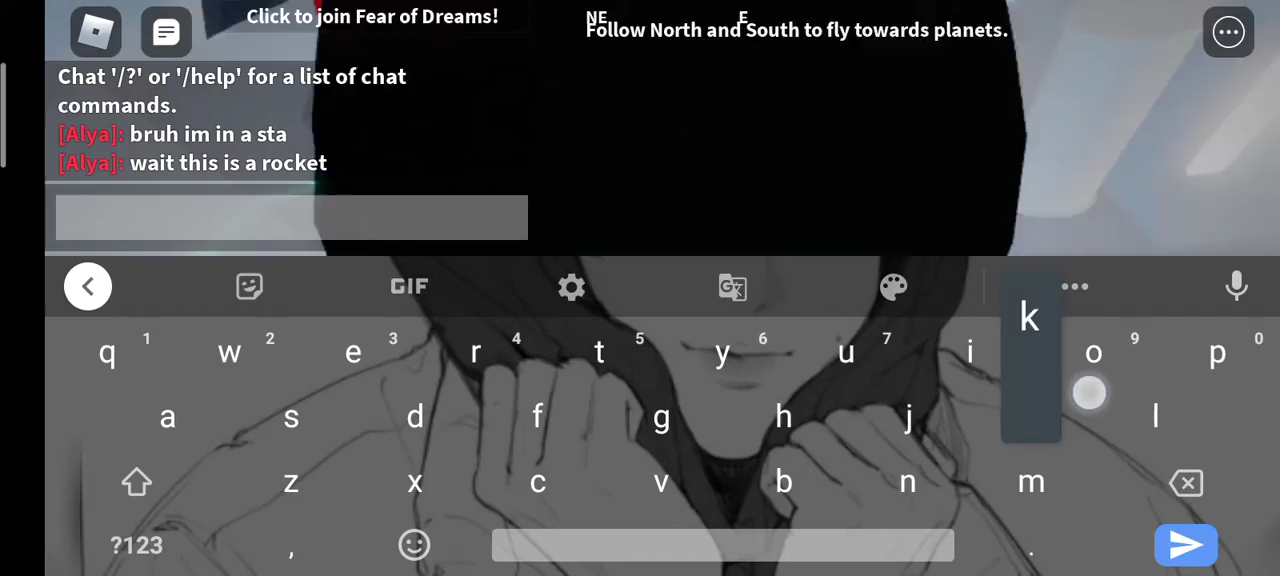 Click to join Fear of Dreams!
NE E
Follow North and South to fly towards planets.
Chat '/?' or '/help' for a list of chat
commands.
[Alya]: bruh im in a sta
[Alya]: wait this is a rocket
GIF
k
q 1 w 2 e 3 r 4 t 5 y 6 u 7 i o 9 p 0
a s d f g h j l
z x c v b n m
?123 , .